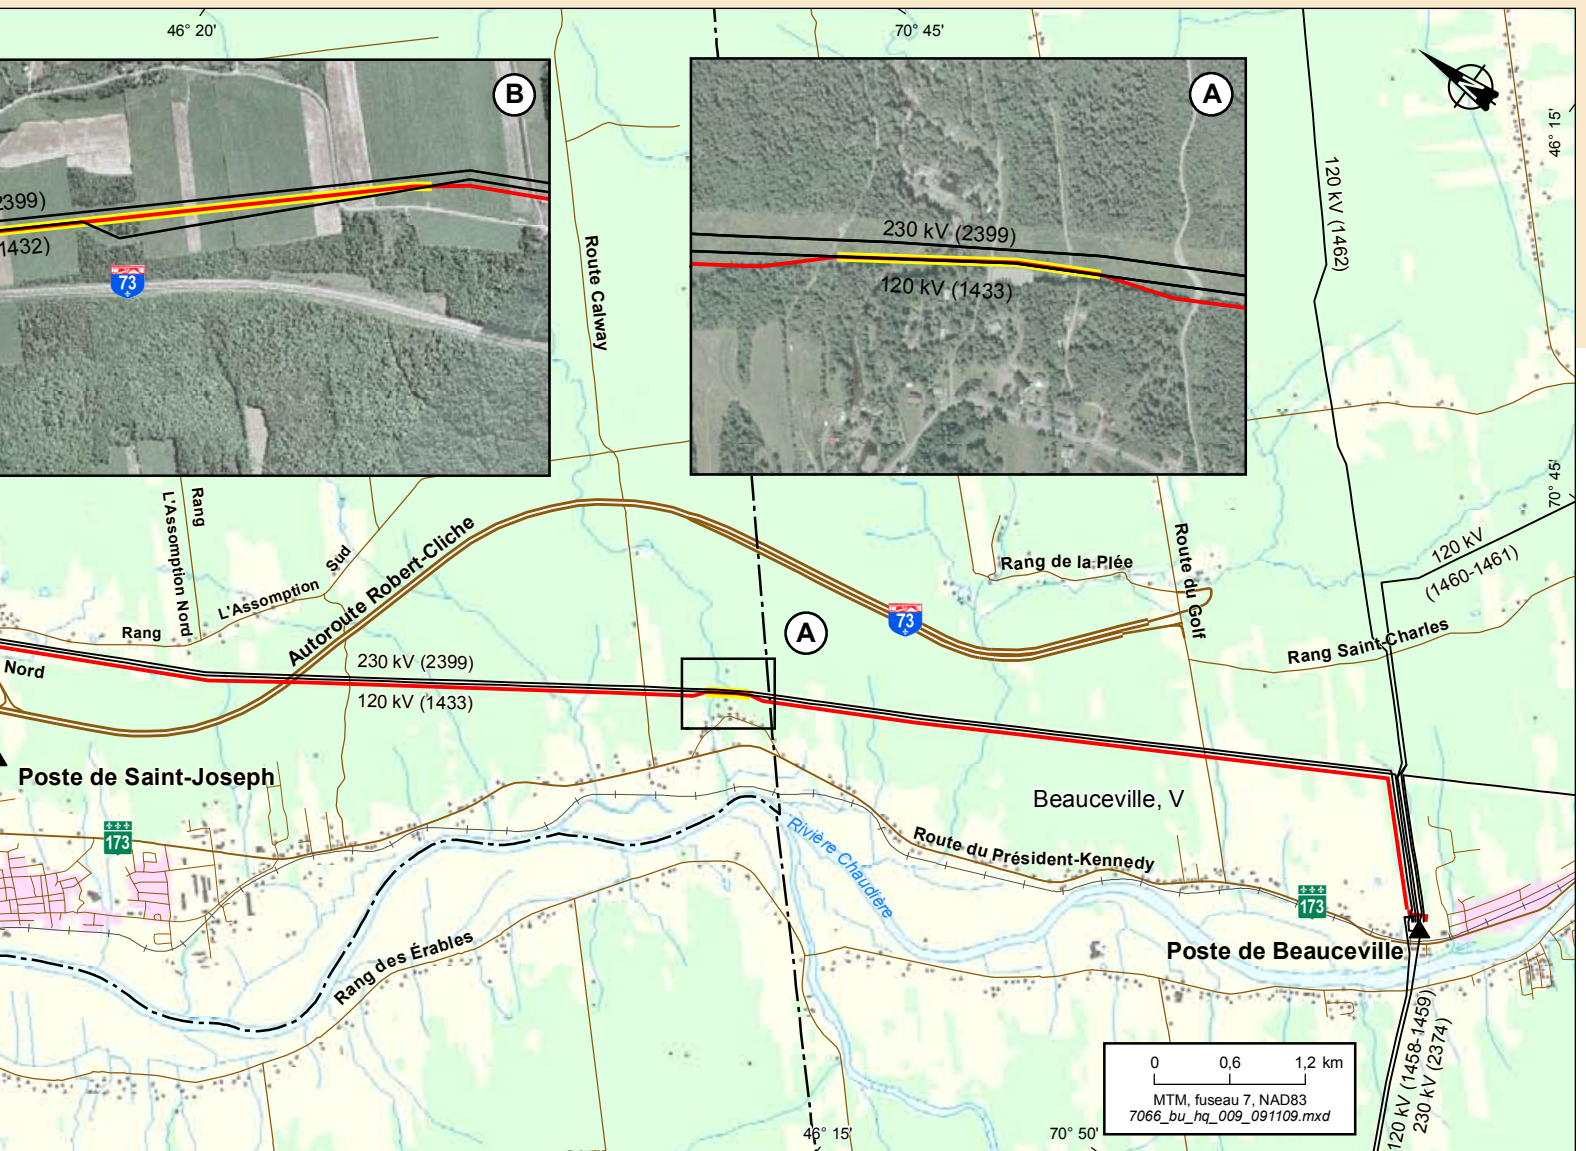 46° 20'
70° 45'
B
A
46° 15'
2399)
1432)
73
230 kV (2399)
120 kV (1433)
120 kV (1462)
Route Calway
70° 45'
Rang
L'Assomption Nord
Rang
L'Assomption
Sud
Autoroute Robert-Cliche
Nord
230 kV (2399)
120 kV (1433)
A
73
Rang de la Plée
Route du Golf
120 kV
(1460-1461)
Rang Saint-Charles
Poste de Saint-Joseph
173
Beauceville, V
Rivière Chaudière
Route du Président-Kennedy
173
Poste de Beauceville
Rang des Érables
120 kV (1458-1459)
230 kV (2374)
0 0,6 1,2 km
MTM, fuseau 7, NAD83
7066_bu_hq_009_091109.mxd
46° 15'
70° 50'